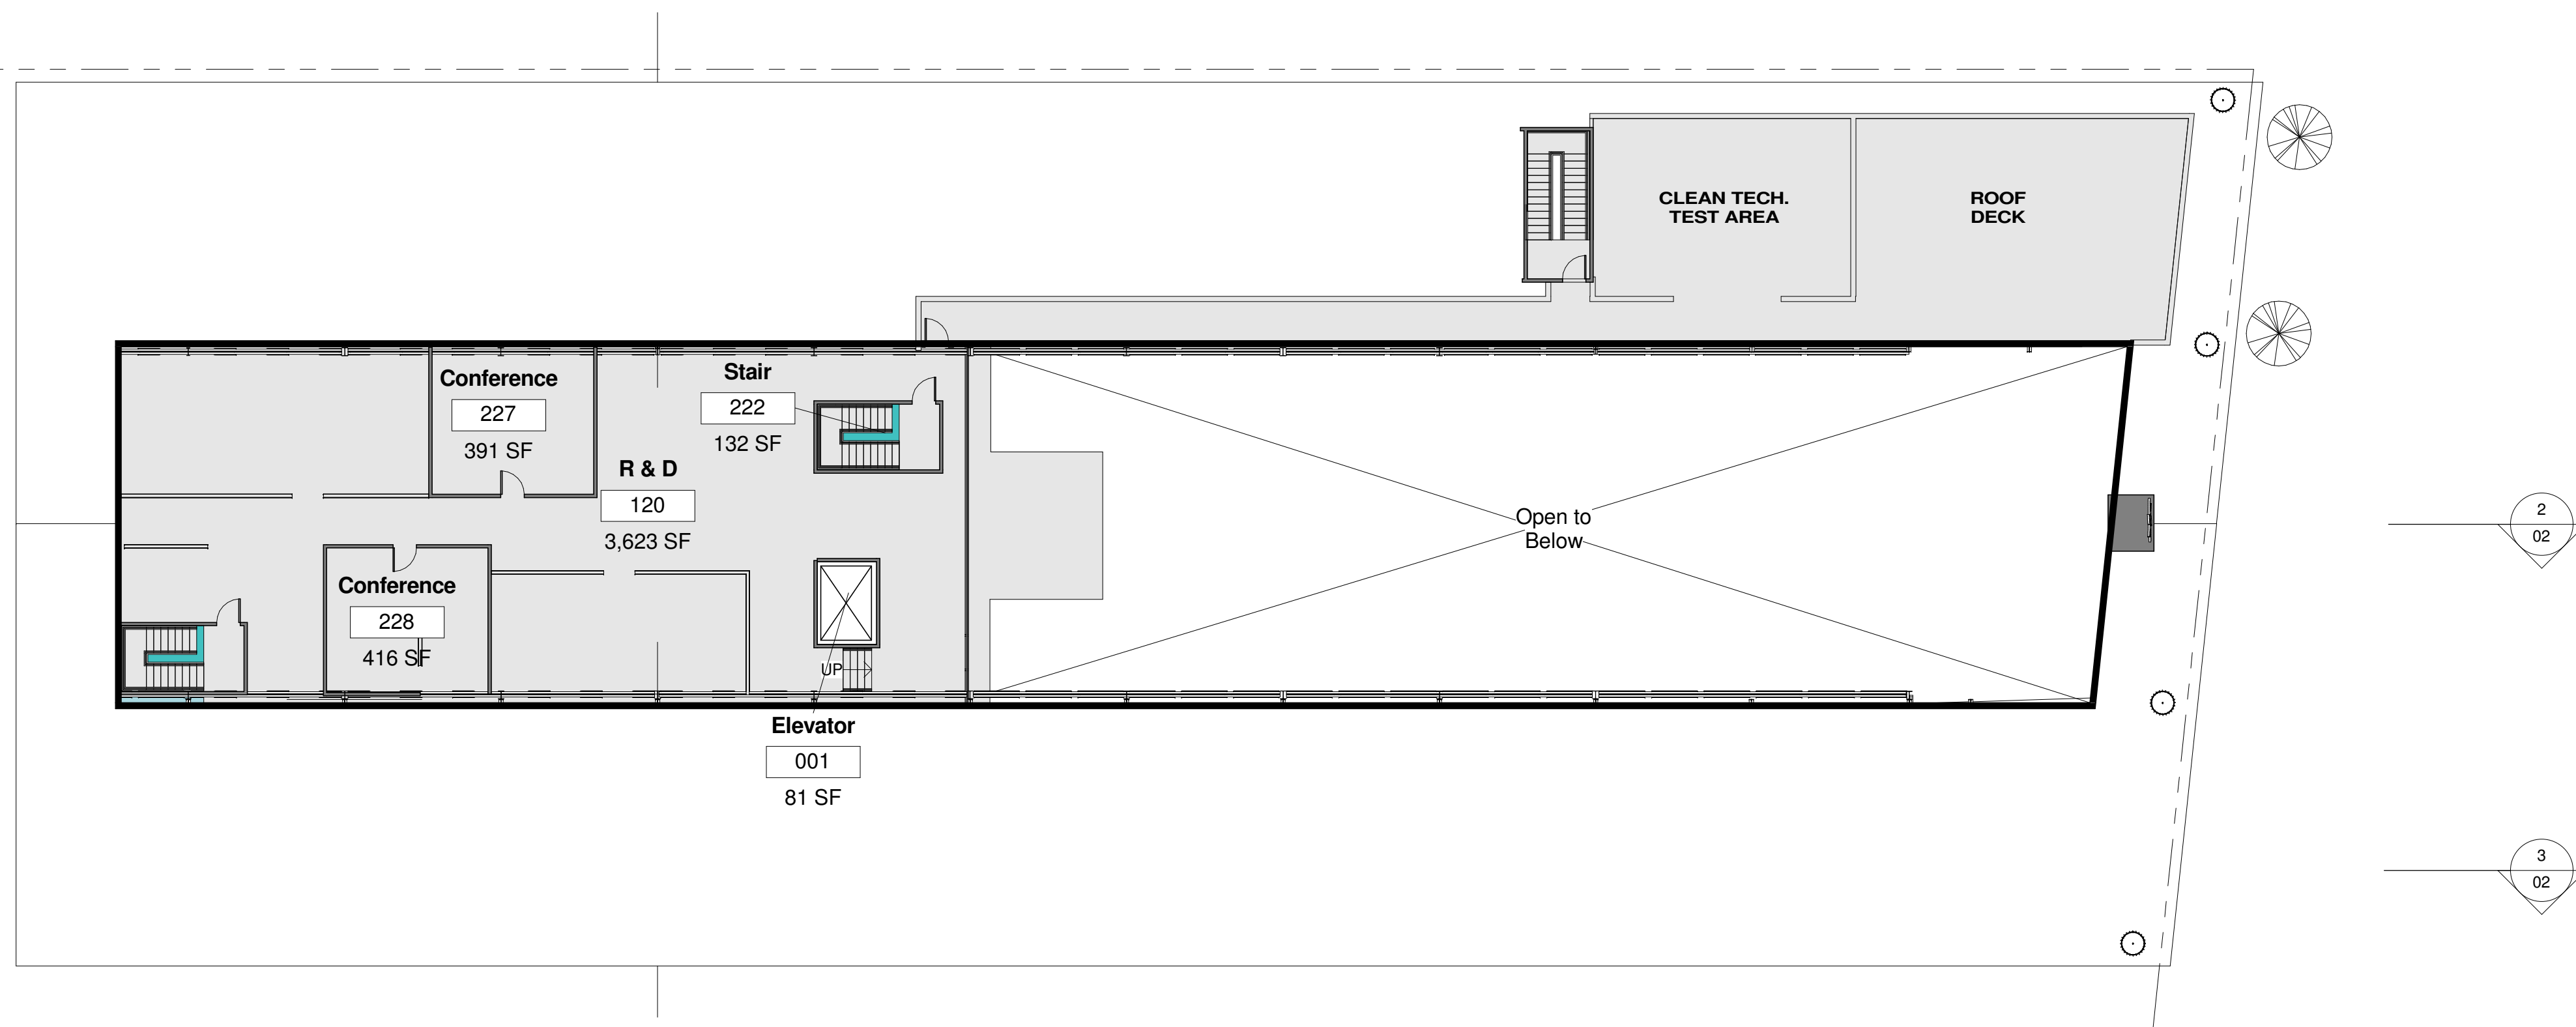 CLEAN TECH.
TEST AREA
ROOF
DECK
Conference
227
391 SF
Stair
222
132 SF
R & D
120
3,623 SF
Open to
Below
2
02
Conference
228
416 SF
UP
Elevator
001
81 SF
3
02